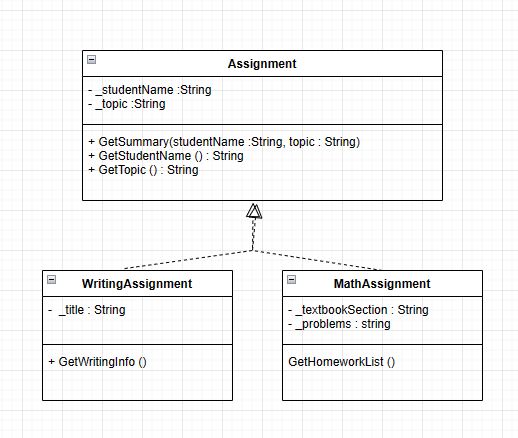 Assignment
- _studentName :String
- _topic :String
+ GetSummary(studentName :String, topic : String)
+ GetStudentName () : String
+ GetTopic () : String
WritingAssignment
- _title : String
+ GetWritingInfo ()
MathAssignment
- _textbookSection : String
- _problems : string
GetHomeworkList ()